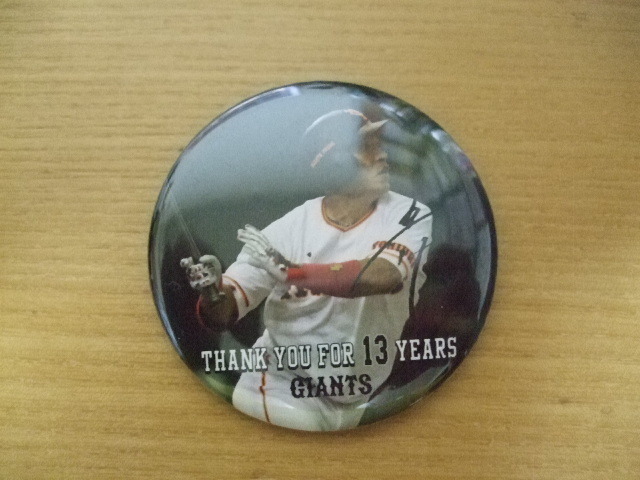 THANK YOU FOR 13 YEARS
GIANTS